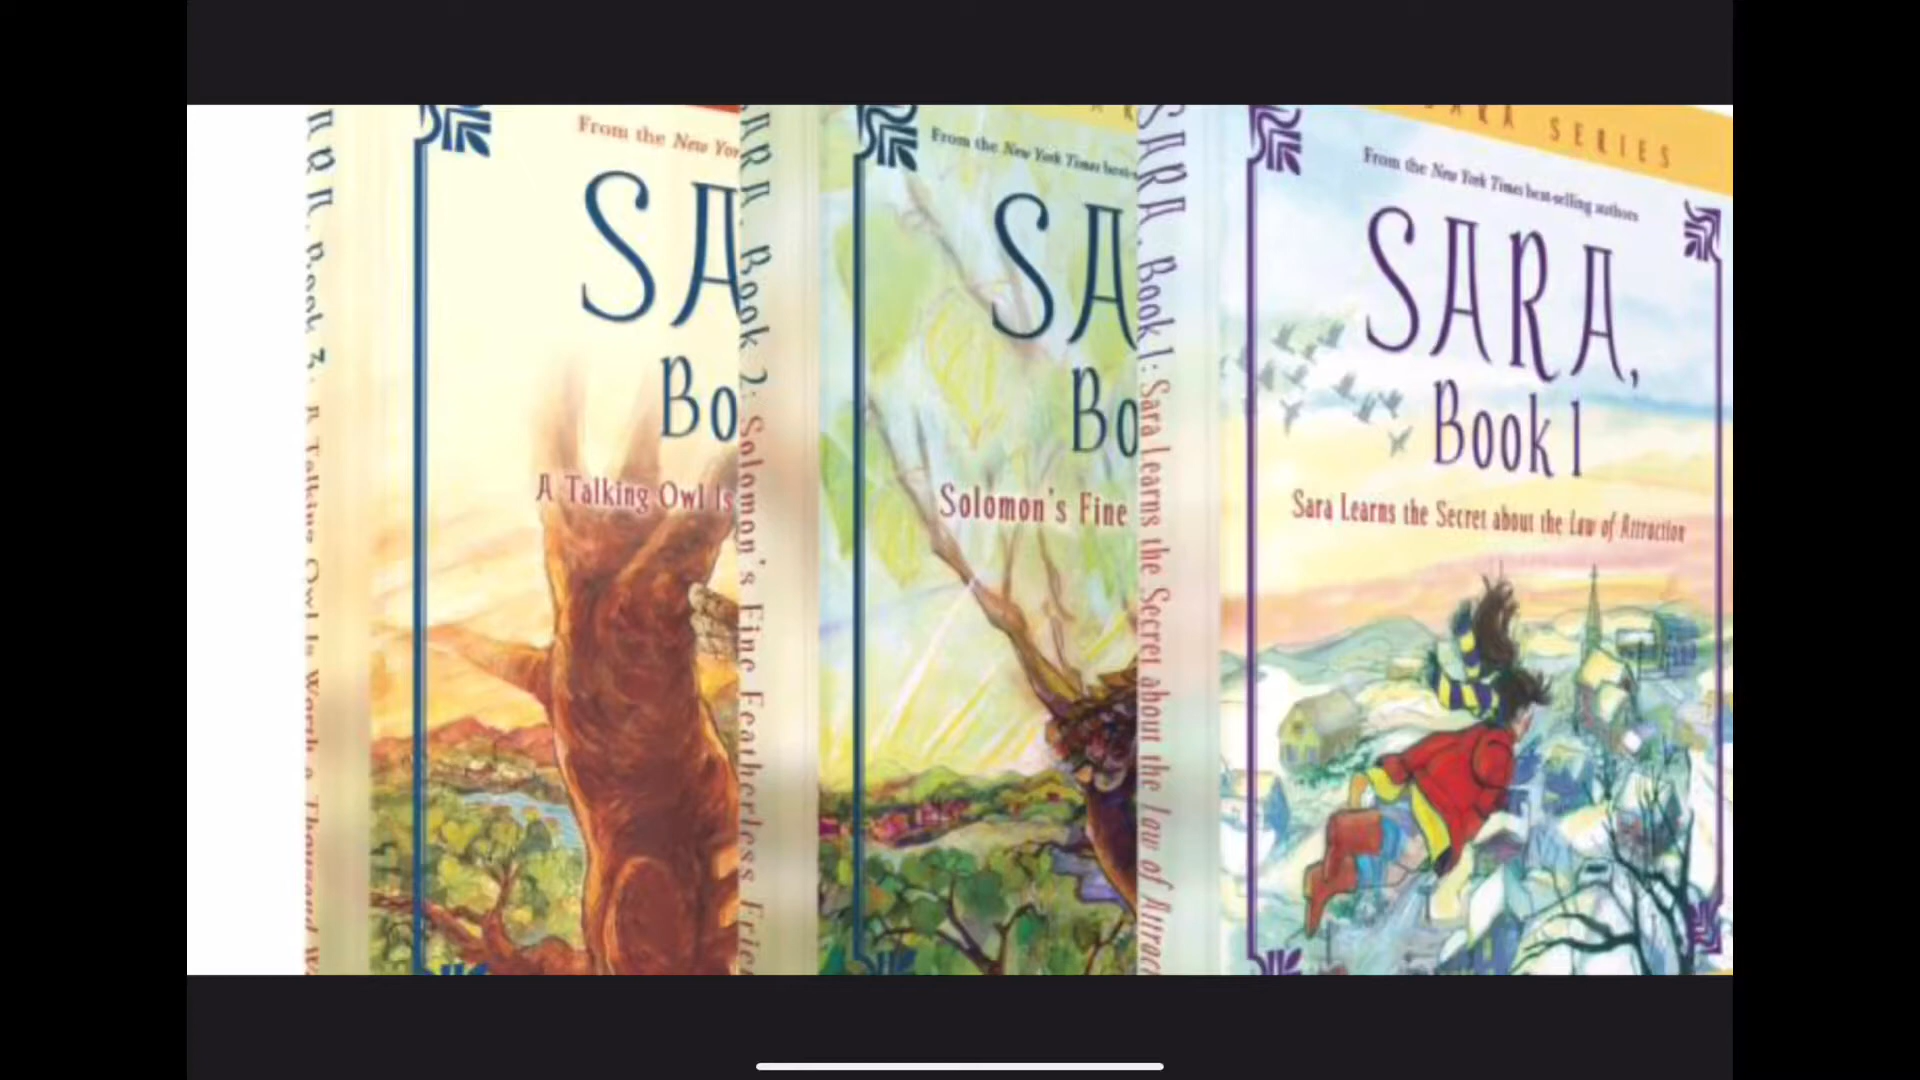 SARA, Book 3: A Talking Owl Is Worth a Thousand W
From the New Yor
SA
Bo
A Talking Owl Is
SARA, Book 2: Solomon's Fine Featherless Frien
From the New York Times best-s
SA
Bo
Solomon's Fine
SARA, Book 1: Sara Learns the Secret about the Law of Attrac
SARA SERIES
From the New York Times best-selling authors
SARA,
Book 1
Sara Learns the Secret about the Law of Attraction